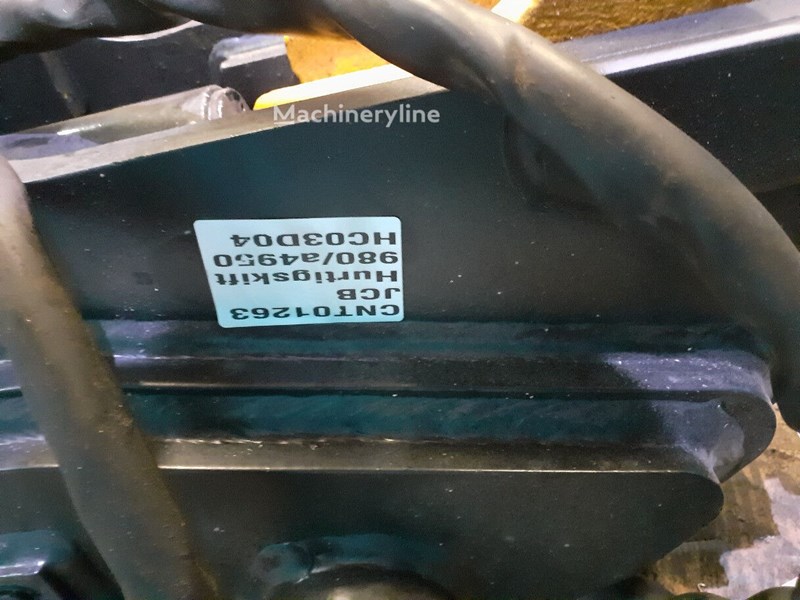 Machineryline
CNT01263
JCB
Hurtigskift
980/a4950
HC03D04